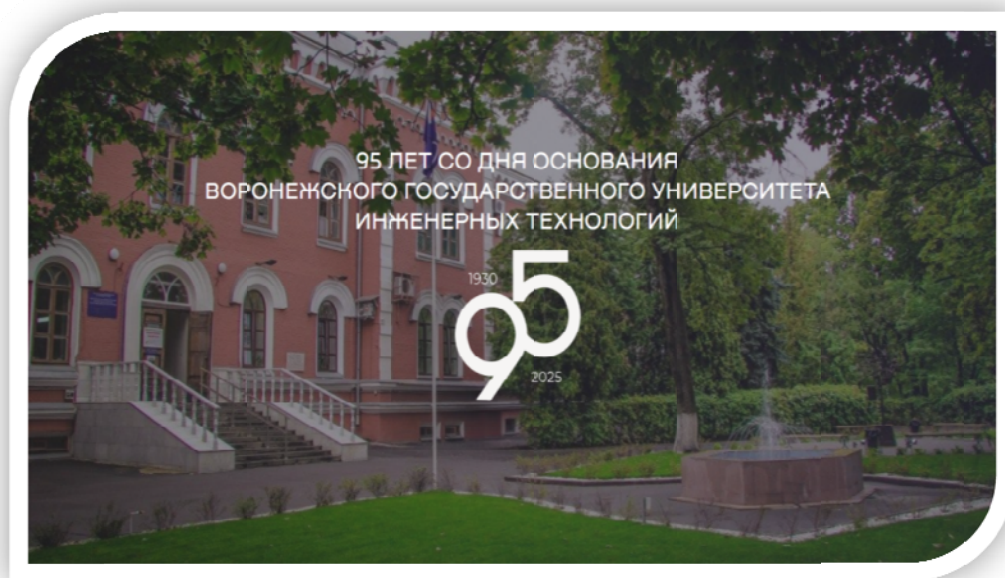 95 ЛЕТ СО ДНЯ ОСНОВАНИЯ
ВОРОНЕЖСКОГО ГОСУДАРСТВЕННОГО УНИВЕРСИТЕТА
ИНЖЕНЕРНЫХ ТЕХНОЛОГИЙ
1930
95
2025